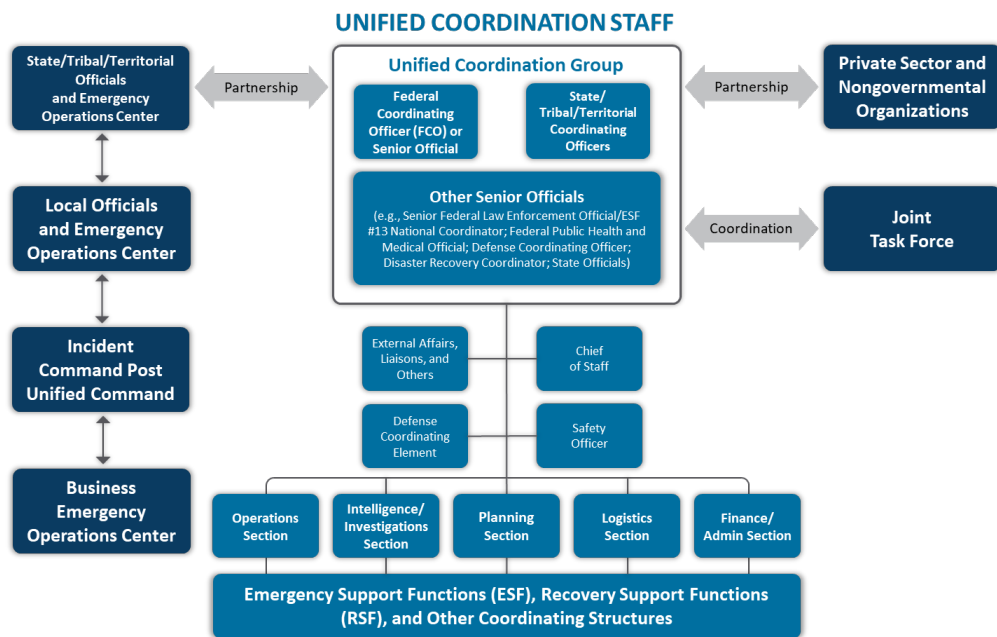 UNIFIED COORDINATION STAFF
State/Tribal/Territorial
Officials
and Emergency
Operations Center
Partnership
Unified Coordination Group
Federal
Coordinating
Officer (FCO) or
Senior Official
State/
Tribal/Territorial
Coordinating
Officers
Partnership
Private Sector and
Nongovernmental
Organizations
Local Officials
and Emergency
Operations Center
Other Senior Officials
(e.g., Senior Federal Law Enforcement Official/ESF
#13 National Coordinator; Federal Public Health and
Medical Official; Defense Coordinating Officer;
Disaster Recovery Coordinator; State Officials)
Coordination
Joint
Task Force
Incident
Command Post
Unified Command
External Affairs,
Liaisons, and
Others
Chief
of Staff
Defense
Coordinating
Element
Safety
Officer
Business
Emergency
Operations Center
Operations
Section
Intelligence/
Investigations
Section
Planning
Section
Logistics
Section
Finance/
Admin Section
Emergency Support Functions (ESF), Recovery Support Functions
(RSF), and Other Coordinating Structures